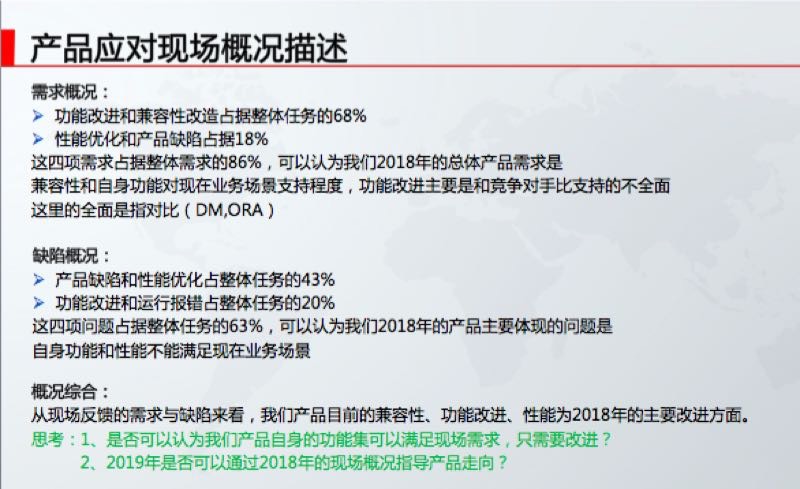 产品应对现场概况描述
需求概况：
➢ 功能改进和兼容性改造占据整体任务的68%
➢ 性能优化和产品缺陷占据18%
这四项需求占据整体需求的86%，可以认为我们2018年的总体产品需求是
兼容性和自身功能对现在业务场景支持程度，功能改进主要是和竞争对手比支持的不全面
这里的全面是指对比（DM,ORA）
缺陷概况：
➢ 产品缺陷和性能优化占整体任务的43%
➢ 功能改进和运行报错占整体任务的20%
这四项问题占据整体任务的63%，可以认为我们2018年的产品主要体现的问题是
自身功能和性能不能满足现在业务场景
概况综合：
从现场反馈的需求与缺陷来看，我们产品目前的兼容性、功能改进、性能为2018年的主要改进方面。
思考：1、是否可以认为我们产品自身的功能集可以满足现场需求，只需要改进？
2、2019年是否可以通过2018年的现场概况指导产品走向？